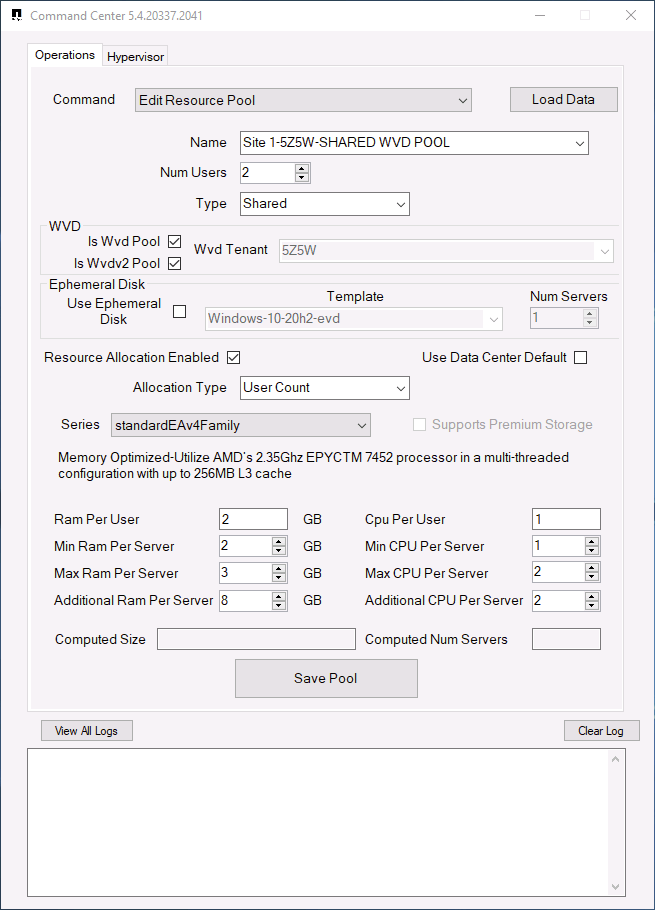 Command Center 5.4.20337.2041
Operations Hypervisor
Command Edit Resource Pool Load Data
Name Site 1-5Z5W-SHARED WVD POOL
Num Users 2
Type Shared
WVD
Is Wvd Pool Wvd Tenant 5Z5W
Is Wvdv2 Pool
Ephemeral Disk
Use Ephemeral Disk Template Num Servers
Windows-10-20h2-evd 1
Resource Allocation Enabled Use Data Center Default
Allocation Type User Count
Series standardEAv4Family Supports Premium Storage
Memory Optimized-Utilize AMD's 2.35Ghz EPYCTM 7452 processor in a multi-threaded
configuration with up to 256MB L3 cache
Ram Per User 2 GB Cpu Per User 1
Min Ram Per Server 2 GB Min CPU Per Server 1
Max Ram Per Server 3 GB Max CPU Per Server 2
Additional Ram Per Server 8 GB Additional CPU Per Server 2
Computed Size Computed Num Servers
Save Pool
View All Logs Clear Log